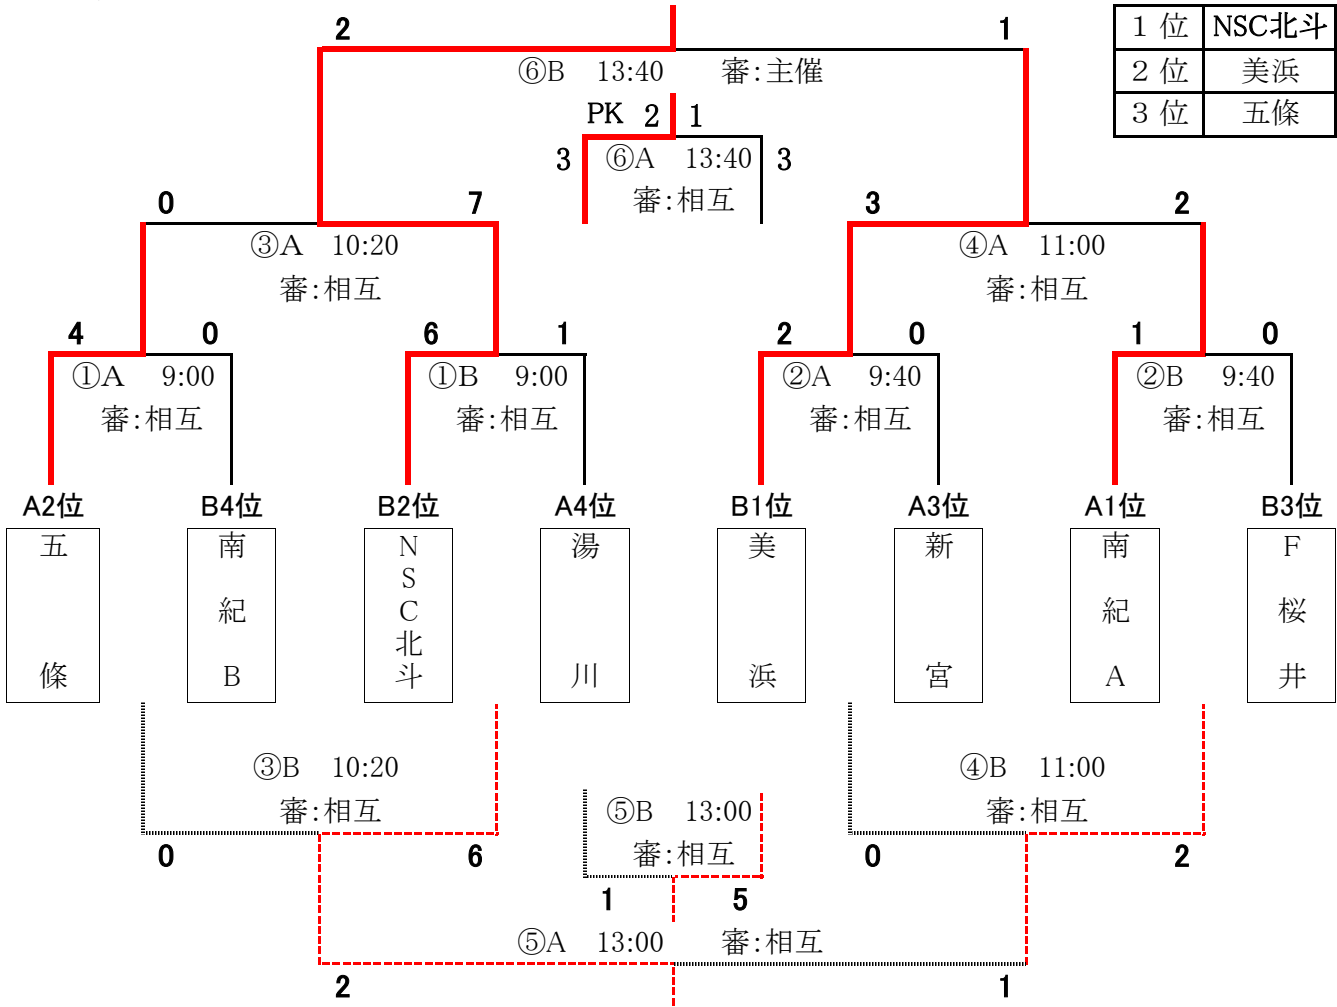 2 1
1位 NSC北斗
⑥B 13:40 審:主催
2位 美浜
PK 2 1
3位 五條
3 ⑥A 13:40 3
審:相互
0 7 3 2
③A 10:20 ④A 11:00
審:相互 審:相互
4 0 6 1 2 0 1 0
①A 9:00 ①B 9:00 ②A 9:40 ②B 9:40
審:相互 審:相互 審:相互 審:相互
A2位 B4位 B2位 A4位 B1位 A3位 A1位 B3位
五條 南紀B NSC北斗 湯川 美浜 新宮 南紀A F桜井
③B 10:20 ④B 11:00
審:相互 審:相互
⑤B 13:00
審:相互
0 6 0 2
1 5
⑤A 13:00 審:相互
2 1